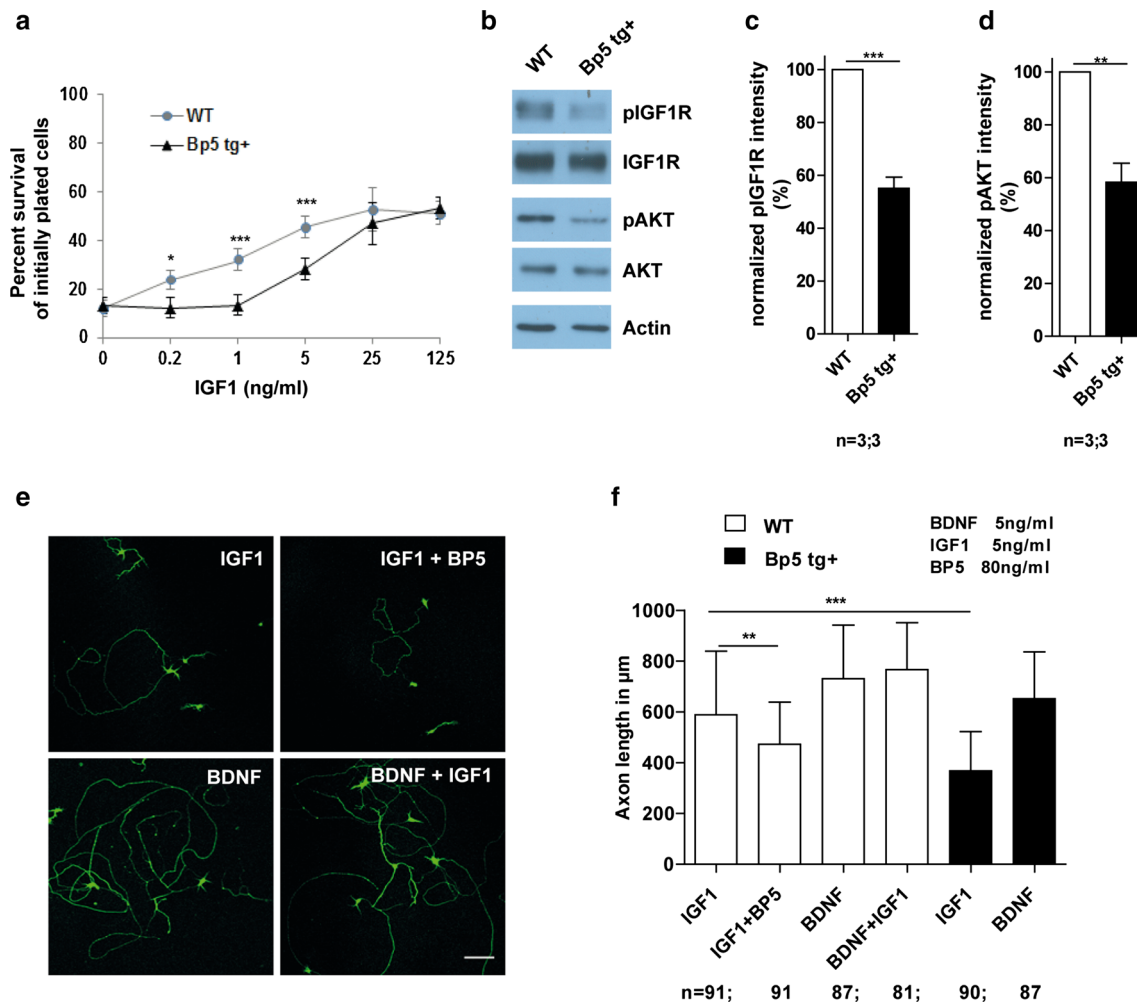 a
Percent survival
of initially plated cells
100
80
60
40
20
0
WT
Bp5 tg+
*
***
***
0 0.2 1 5 25 125
IGF1 (ng/ml)
b
WT Bp5 tg+
pIGF1R
IGF1R
pAKT
AKT
Actin
c
normalized pIGF1R intensity
(%)
100
80
60
40
20
0
***
WT Bp5 tg+
n=3;3
d
normalized pAKT intensity
(%)
100
80
60
40
20
0
**
WT Bp5 tg+
n=3;3
e
IGF1
IGF1 + BP5
BDNF
BDNF + IGF1
f
WT
Bp5 tg+
BDNF 5ng/ml
IGF1 5ng/ml
BP5 80ng/ml
Axon length in µm
1000
800
600
400
200
0
***
**
IGF1 IGF1+BP5 BDNF BDNF+IGF1 IGF1 BDNF
n=91; 91 87; 81; 90; 87